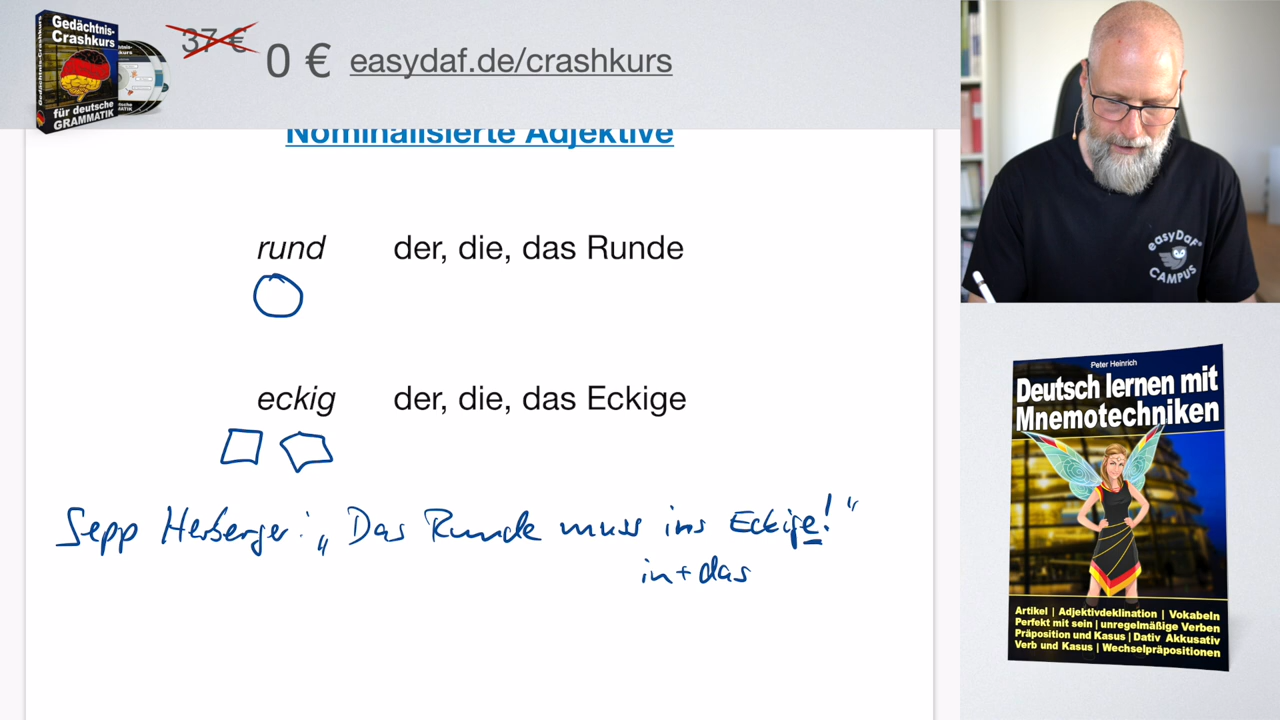 Gedächtnis-
Crashkurs
für deutsche
GRAMMATIK
37 €
0 € easydaf.de/crashkurs
Nominalisierte Adjektive
rund der, die, das Runde
eckig der, die, das Eckige
Sepp Herberger: „Das Runde muss ins Eckige!“
in+das
easyDaF®
CAMPUS
Peter Heinrich
Deutsch lernen mit
Mnemotechniken
Artikel | Adjektivdeklination | Vokabeln
Perfekt mit sein | unregelmäßige Verben
Präposition und Kasus | Dativ Akkusativ
Verb und Kasus | Wechselpräpositionen